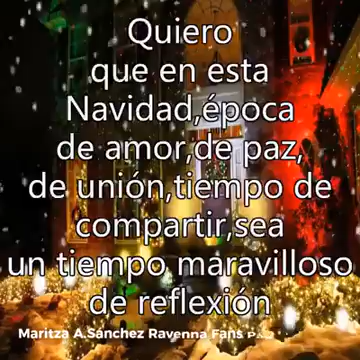 Quiero
que en esta
Navidad,época
de amor,de paz,
de unión,tiempo de
compartir,sea
un tiempo maravilloso
de reflexión
Maritza A.Sánchez Ravenna Fans